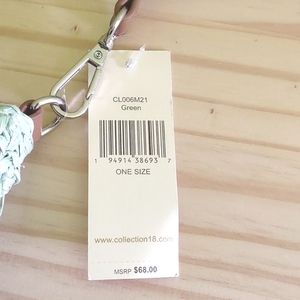 CL006M21
Green
1 94914 38693 7
ONE SIZE
www.collection18.com
MSRP $68.00